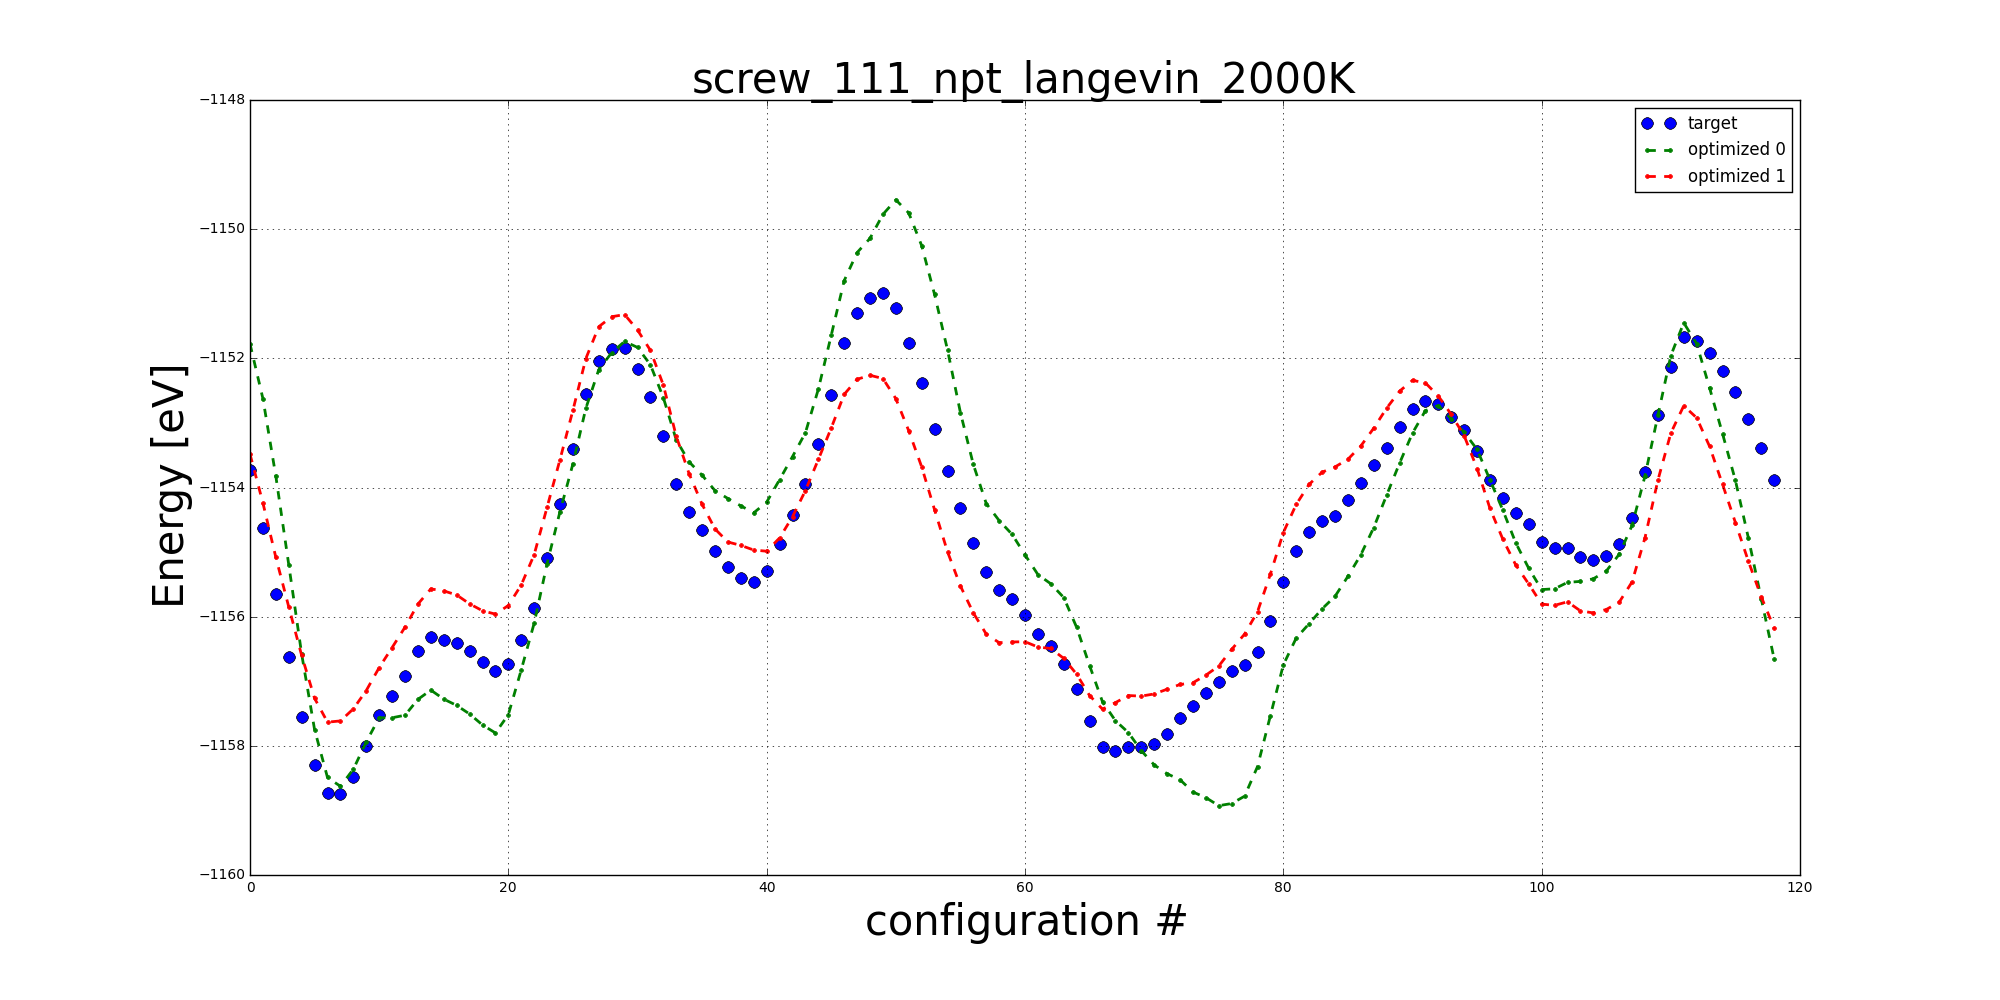 screw_111_npt_langevin_2000K
−1148
−1150
−1152
−1154
−1156
−1158
−1160
Energy [eV]
target
optimized 0
optimized 1
0 20 40 60 80 100 120
configuration #